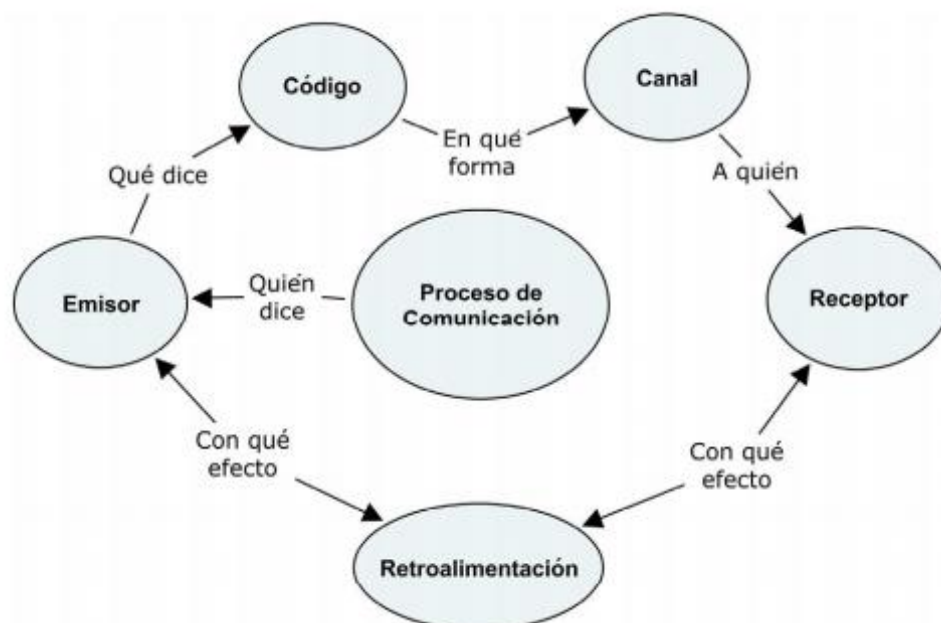 Código
Canal
En qué
forma
Qué dice
A quién
Quién
dice
Proceso de
Comunicación
Emisor
Receptor
Con qué
efecto
Con qué
efecto
Retroalimentación